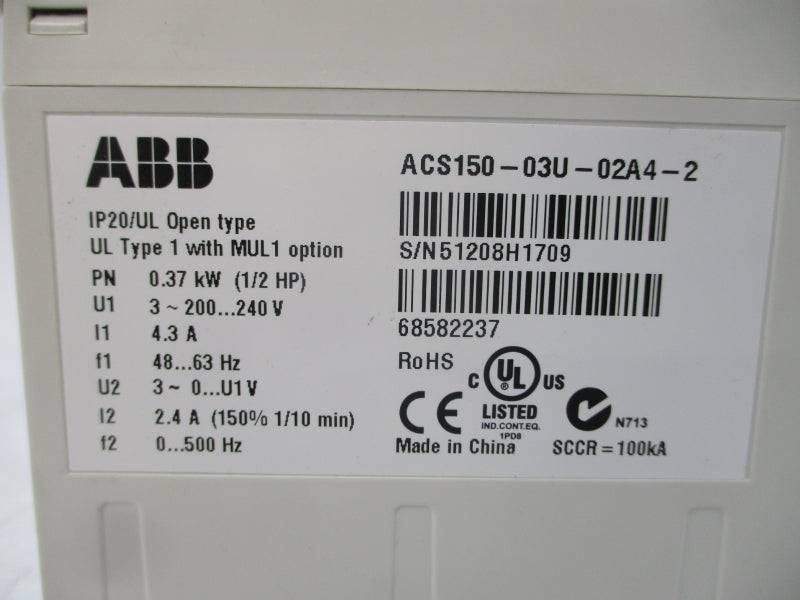 ABB
IP20/UL Open type
UL Type 1 with MUL1 option
PN 0.37 kW (1/2 HP)
U1 3 ~ 200...240 V
I1 4.3 A
f1 48...63 Hz
U2 3 ~ 0...U1 V
I2 2.4 A (150% 1/10 min)
f2 0...500 Hz
ACS150-03U-02A4-2
S/N 51208H1709
68582237
RoHS
C UL ® US
LISTED
IND.CONT.EQ.
1PD8
CE
N713
Made in China
SCCR = 100kA